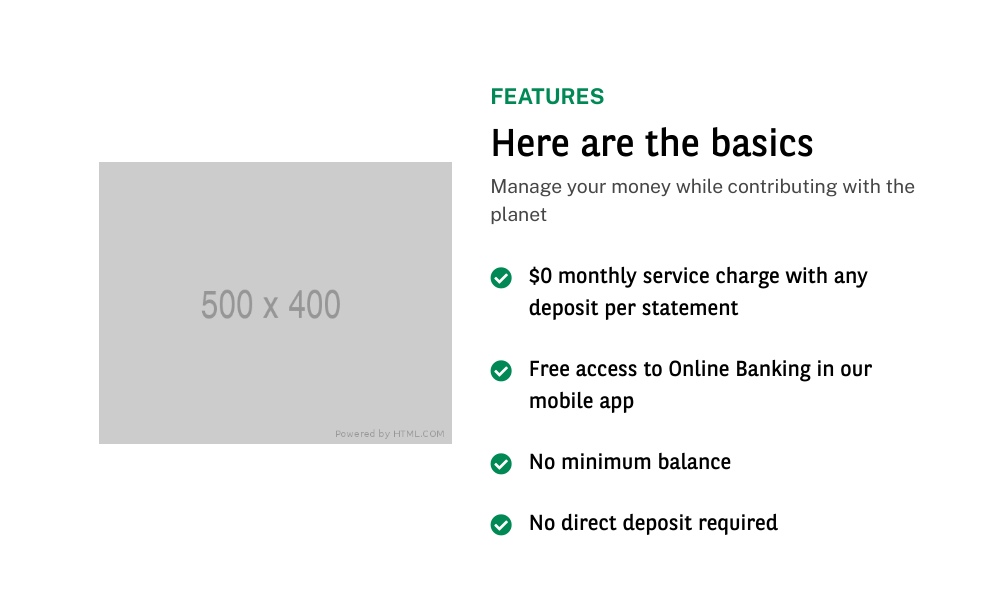 FEATURES
Here are the basics
Manage your money while contributing with the
planet
500 x 400
Powered by HTML.COM
$0 monthly service charge with any
deposit per statement
Free access to Online Banking in our
mobile app
No minimum balance
No direct deposit required